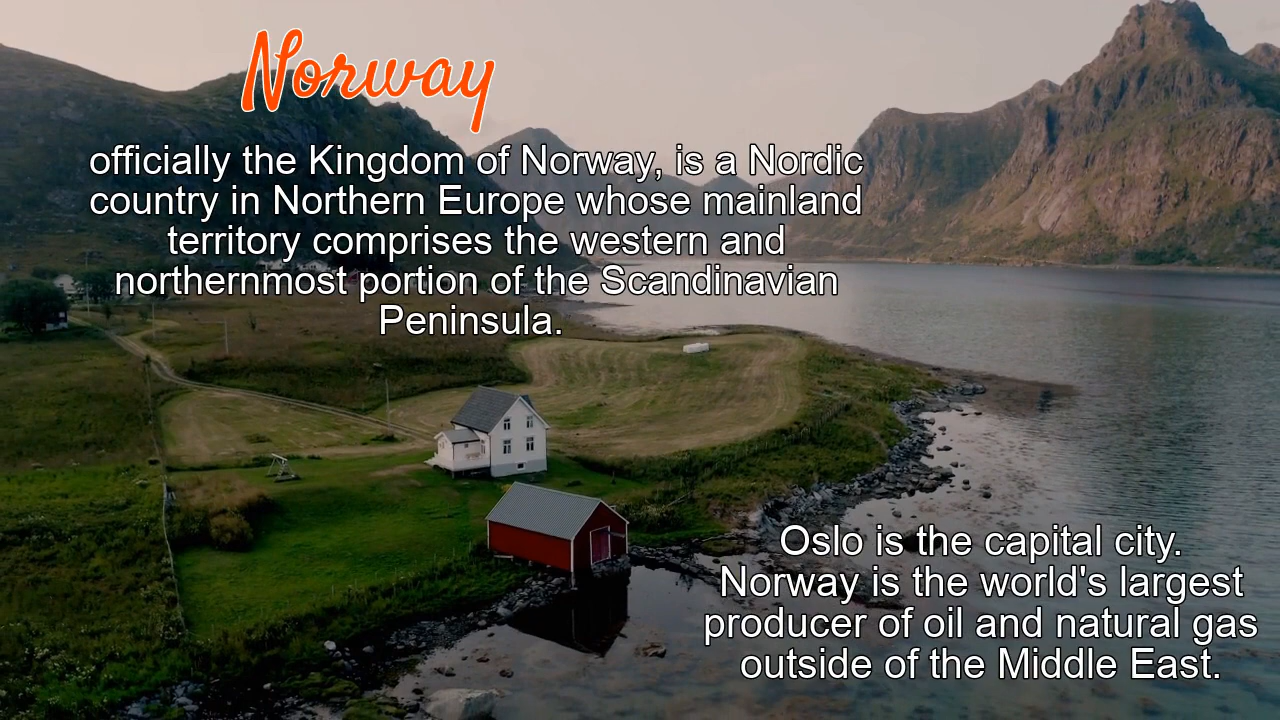 Norway
officially the Kingdom of Norway, is a Nordic
country in Northern Europe whose mainland
territory comprises the western and
northernmost portion of the Scandinavian
Peninsula.
Oslo is the capital city.
Norway is the world's largest
producer of oil and natural gas
outside of the Middle East.